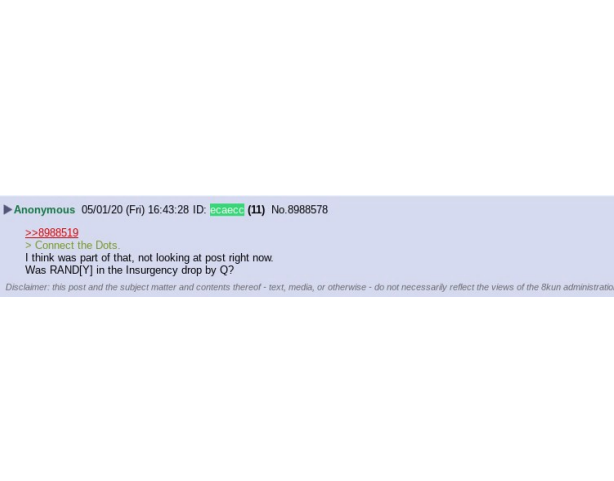 Anonymous 05/01/20 (Fri) 16:43:28 ID: ecaecc (11) No.8988578
>>8988519
> Connect the Dots.
I think was part of that, not looking at post right now.
Was RAND[Y] in the Insurgency drop by Q?
Disclaimer: this post and the subject matter and contents thereof - text, media, or otherwise - do not necessarily reflect the views of the 8kun